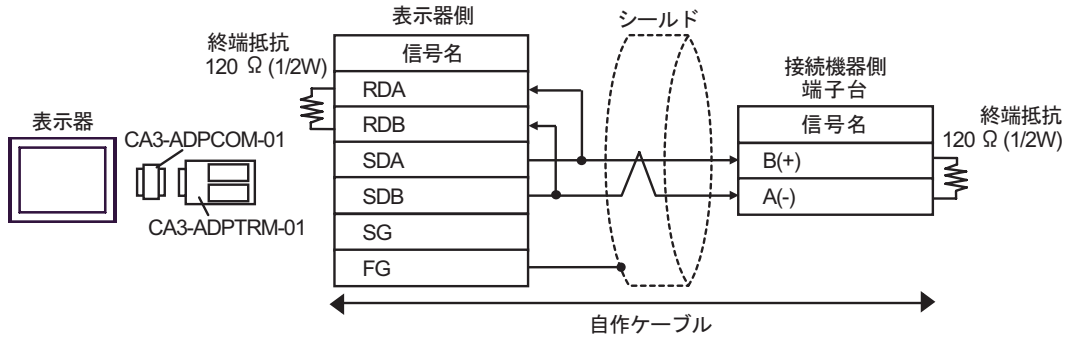 表示器側
シールド
終端抵抗
120 Ω (1/2W)
信号名
RDA
RDB
SDA
SDB
SG
FG
表示器
CA3-ADPCOM-01
CA3-ADPTRM-01
接続機器側
端子台
信号名
B(+)
A(-)
終端抵抗
120 Ω (1/2W)
自作ケーブル